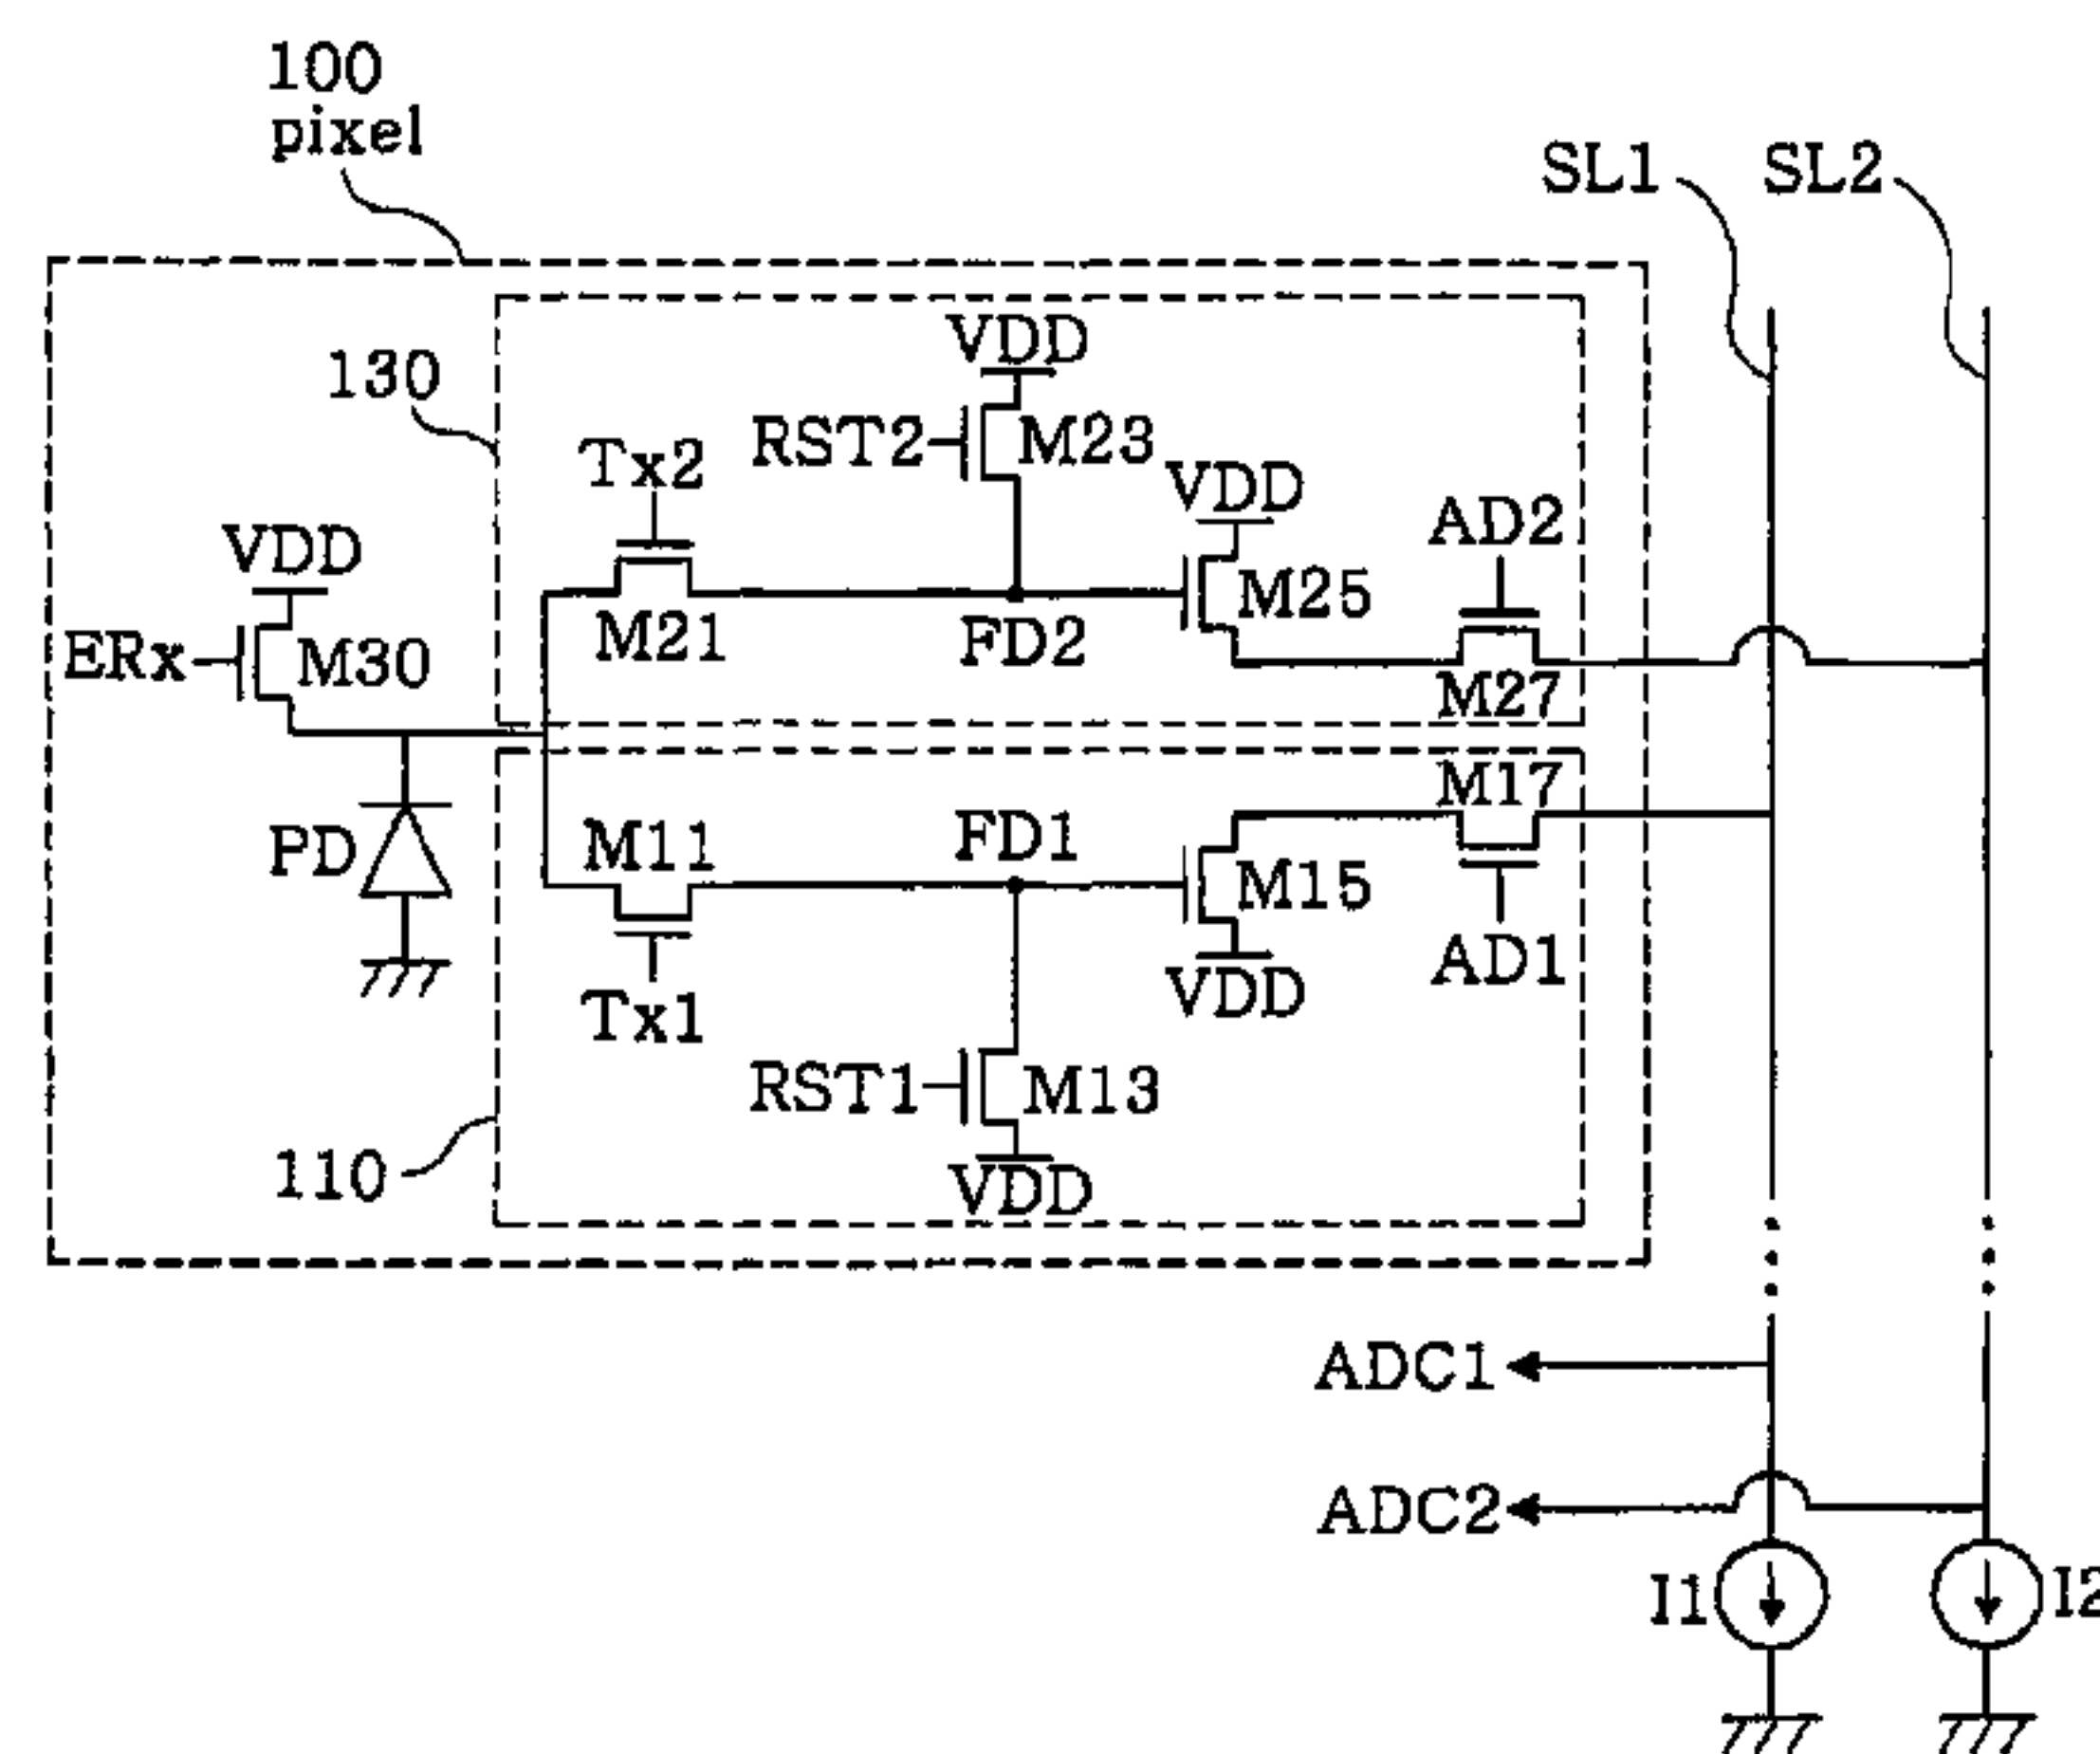 100
pixel
SL1
SL2
130
VDD
RST2
M23
Tx2
VDD
AD2
VDD
M25
ERx
M30
M21
FD2
M27
M17
PD
M11
FD1
M15
AD1
Tx1
VDD
RST1
M13
110
VDD
ADC1
ADC2
I1
I2